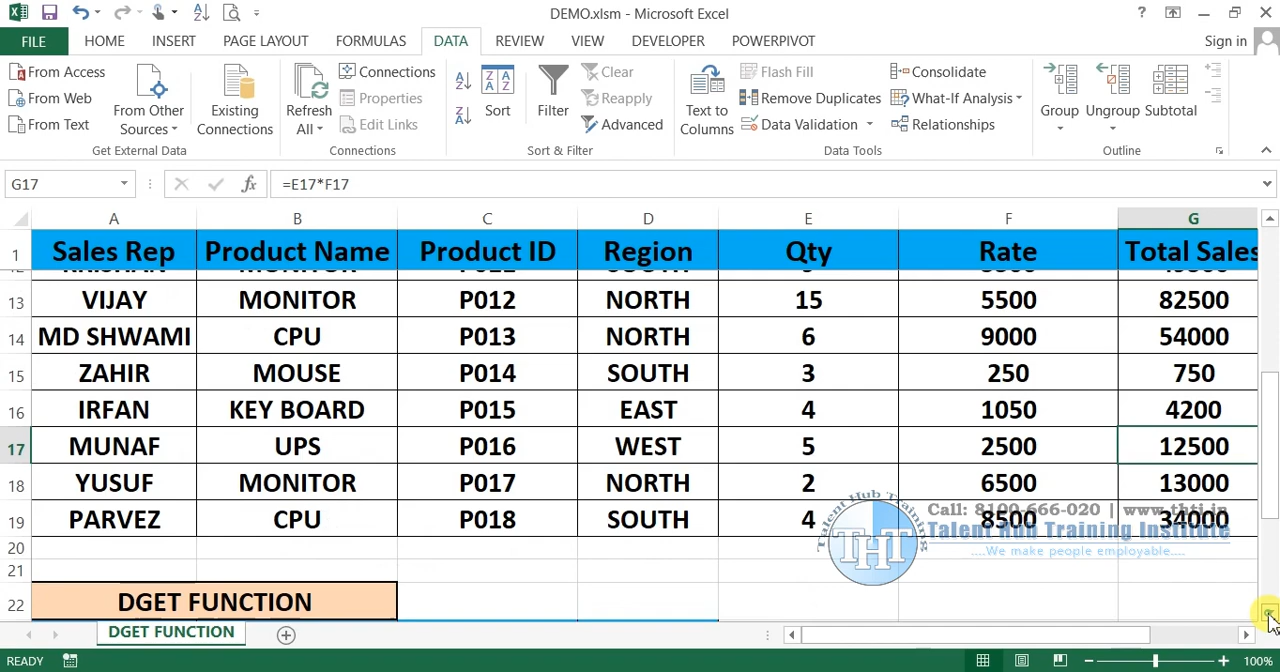 DEMO.xlsm - Microsoft Excel
FILE HOME INSERT PAGE LAYOUT FORMULAS DATA REVIEW VIEW DEVELOPER POWERPIVOT Sign in
From Access
From Web
From Text
From Other Sources
Existing Connections
Get External Data
Refresh All
Connections
Properties
Edit Links
Connections
Sort
Filter
Clear
Reapply
Advanced
Sort & Filter
Text to Columns
Flash Fill
Remove Duplicates
Data Validation
Consolidate
What-If Analysis
Relationships
Data Tools
Group
Ungroup
Subtotal
Outline
G17 fx =E17*F17
A B C D E F G
1 Sales Rep Product Name Product ID Region Qty Rate Total Sales
13 VIJAY MONITOR P012 NORTH 15 5500 82500
14 MD SHWAMI CPU P013 NORTH 6 9000 54000
15 ZAHIR MOUSE P014 SOUTH 3 250 750
16 IRFAN KEY BOARD P015 EAST 4 1050 4200
17 MUNAF UPS P016 WEST 5 2500 12500
18 YUSUF MONITOR P017 NORTH 2 6500 13000
19 PARVEZ CPU P018 SOUTH 4 8500 34000
20
21
22 DGET FUNCTION
Talent Hub Training
THT
Call: 8100-666-020 | www.thti.in
Talent Hub Training Institute
....We make people employable....
DGET FUNCTION
READY 100%